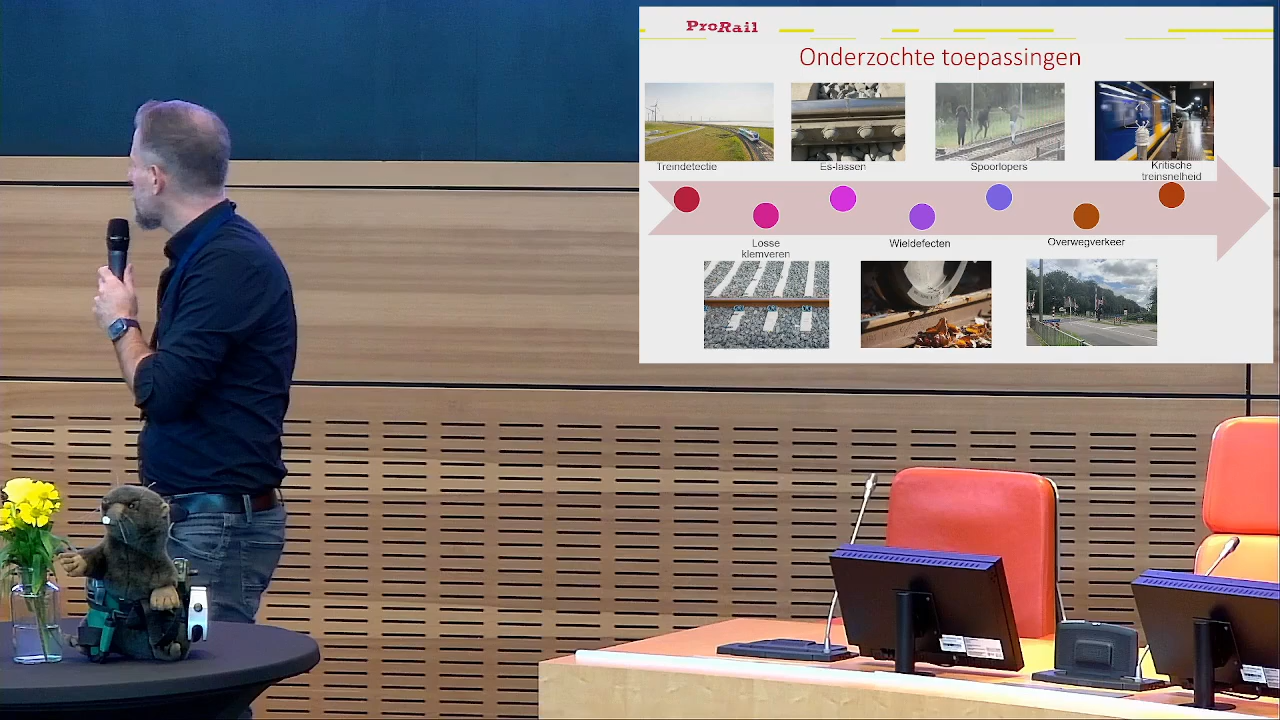 ProRail
Onderzochte toepassingen
Treindetectie
Es-lassen
Spoorlopers
Kritische
treinsnelheid
Losse
klemveren
Wieldefecten
Overwegverkeer